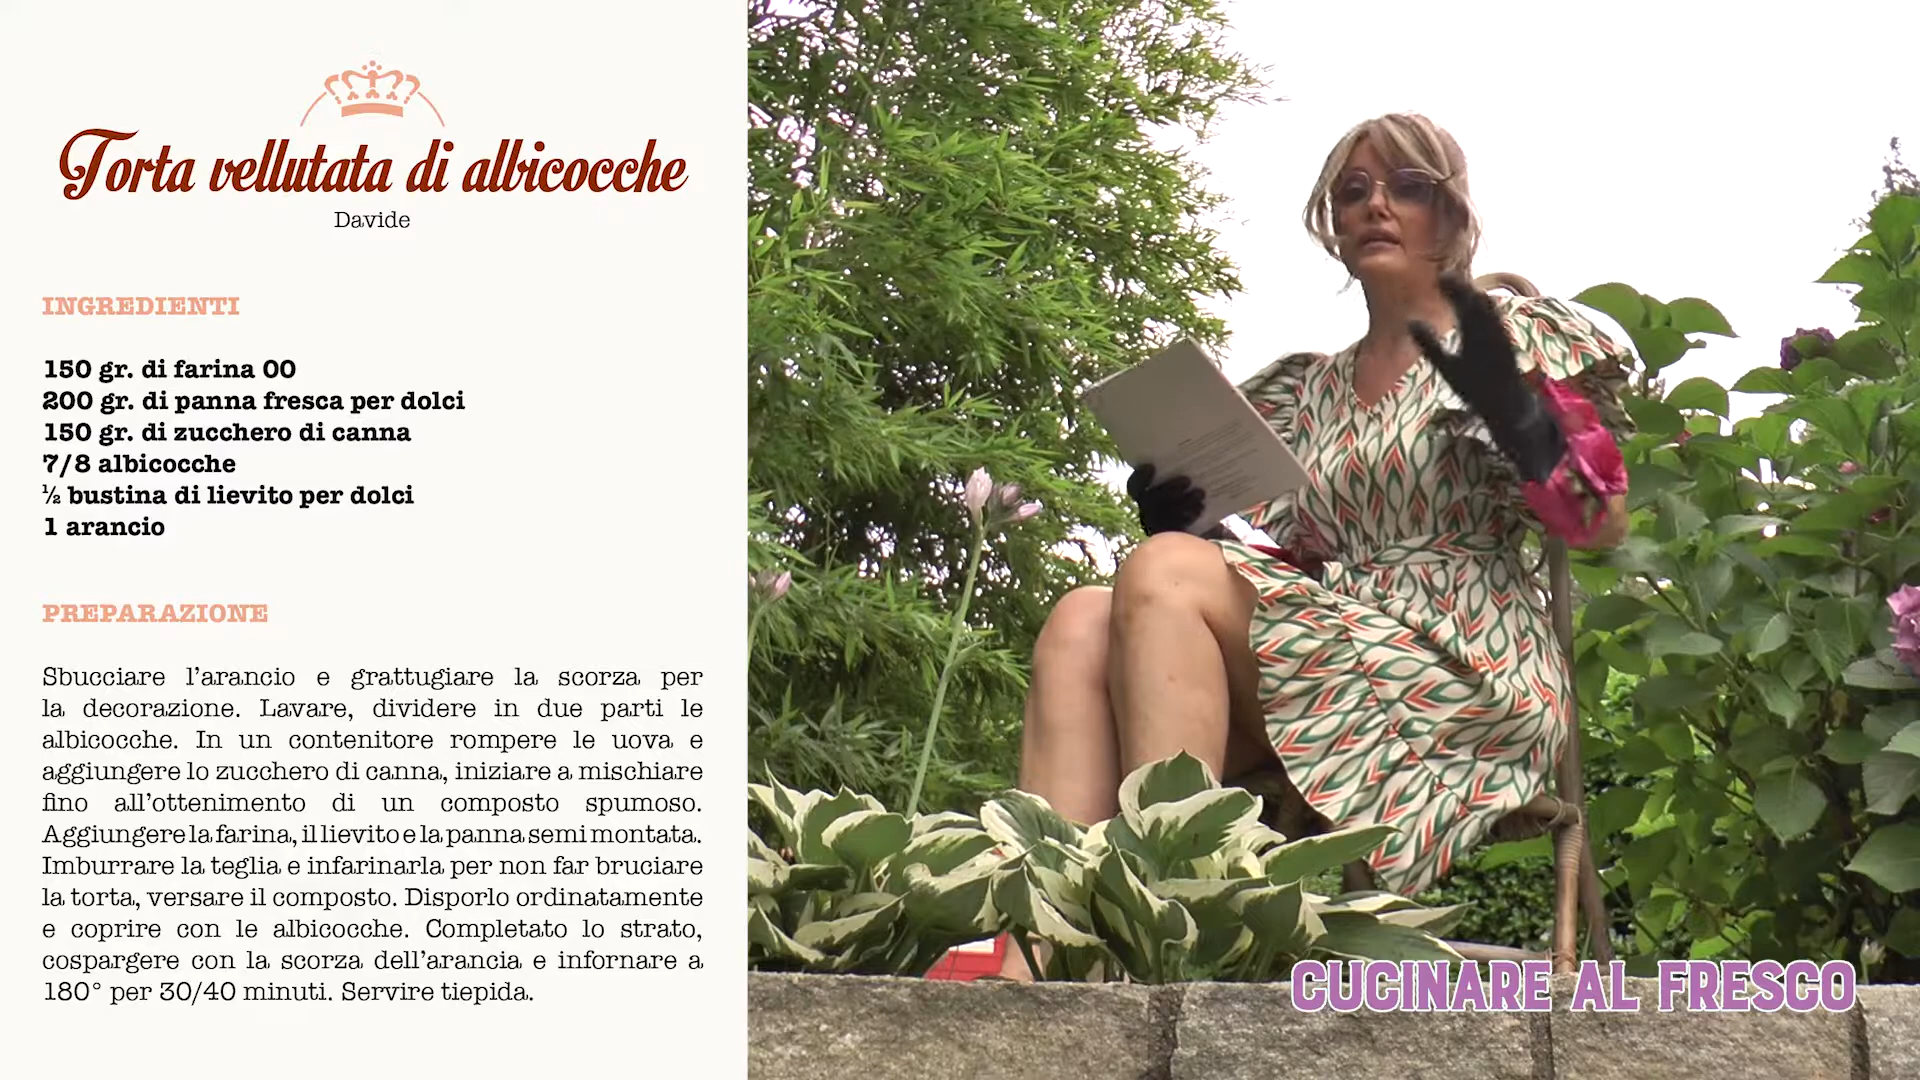 Torta vellutata di albicocche
Davide
INGREDIENTI
150 gr. di farina 00
200 gr. di panna fresca per dolci
150 gr. di zucchero di canna
7/8 albicocche
½ bustina di lievito per dolci
1 arancio
PREPARAZIONE
Sbucciare l’arancio e grattugiare la scorza per
la decorazione. Lavare, dividere in due parti le
albicocche. In un contenitore rompere le uova e
aggiungere lo zucchero di canna, iniziare a mischiare
fino all’ottenimento di un composto spumoso.
Aggiungere la farina, il lievito e la panna semi montata.
Imburrare la teglia e infarinarla per non far bruciare
la torta, versare il composto. Disporlo ordinatamente
e coprire con le albicocche. Completato lo strato,
cospargere con la scorza dell’arancia e infornare a
180° per 30/40 minuti. Servire tiepida.
CUCINARE AL FRESCO